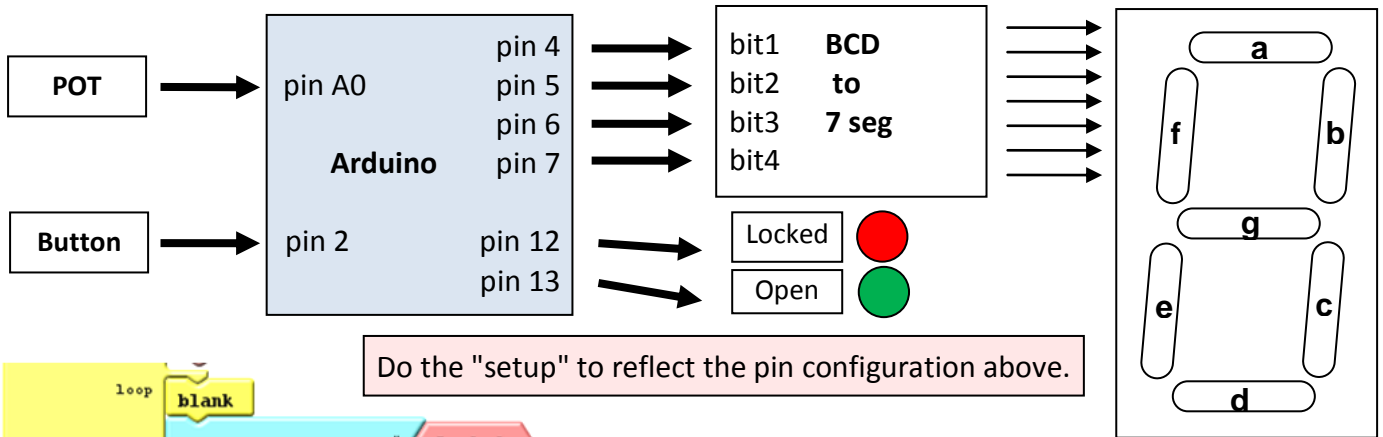 POT
Button
pin A0
Arduino
pin 2
pin 4
pin 5
pin 6
pin 7
pin 12
pin 13
bit1 BCD
bit2 to
bit3 7 seg
bit4
Locked
Open
a
f
b
g
e
c
d
Do the "setup" to reflect the pin configuration above.
loop
blank